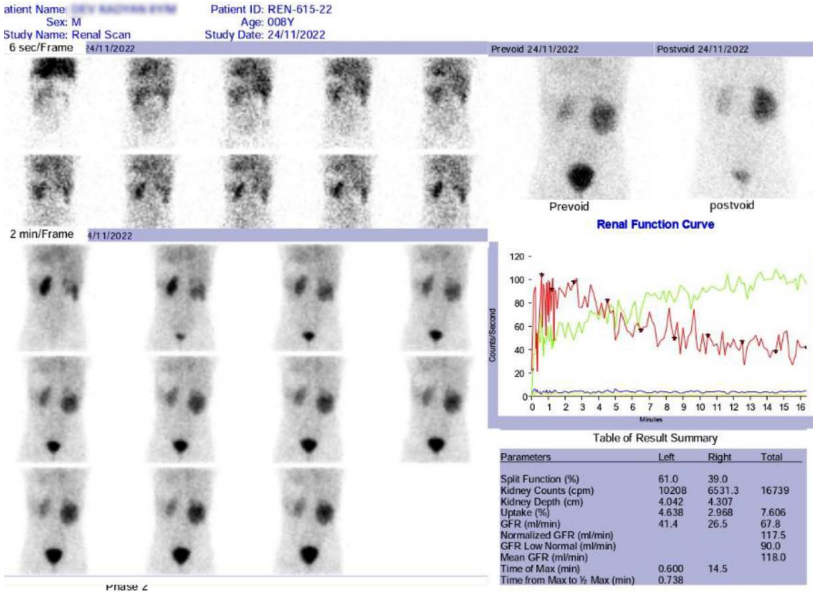 atient Name:
Patient ID: REN-615-22
Sex: M
Age: 008Y
Study Name: Renal Scan
Study Date: 24/11/2022
6 sec/Frame
24/11/2022
Prevoid 24/11/2022
Postvoid 24/11/2022
Prevoid
postvoid
2 min/Frame
4/11/2022
Renal Function Curve
120
100
80
60
40
20
0
Counts/Second
0 1 2 3 4 5 6 7 8 9 10 11 12 13 14 15 16
Minutes
Table of Result Summary
Parameters Left Right Total
Split Function (%) 61.0 39.0
Kidney Counts (cpm) 10208 6531.3 16739
Kidney Depth (cm) 4.042 4.307
Uptake (%) 4.638 2.968 7.606
GFR (ml/min) 41.4 26.5 67.8
Normalized GFR (ml/min) 117.5
GFR Low Normal (ml/min) 90.0
Mean GFR (ml/min) 118.0
Time of Max (min) 0.600 14.5
Time from Max to ½ Max (min) 0.738
Phase 2